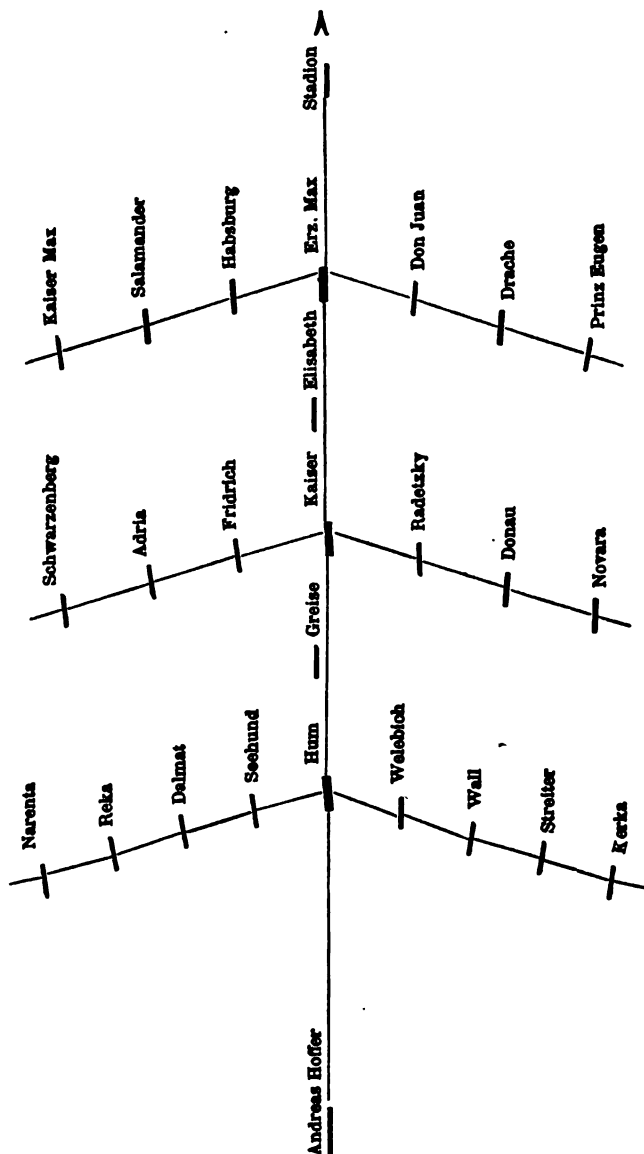 Stadion
Kaiser Max
Salamander
Habsburg
Erz. Max
Don Juan
Drache
Prinz Eugen
Elisabeth
Schwarzenberg
Adria
Fridrich
Kaiser
Radetzky
Donau
Novara
Greise
Narenta
Reka
Dalmat
Seehund
Hum
Welebich
Wall
Streiter
Kerka
Andreas Hoffer